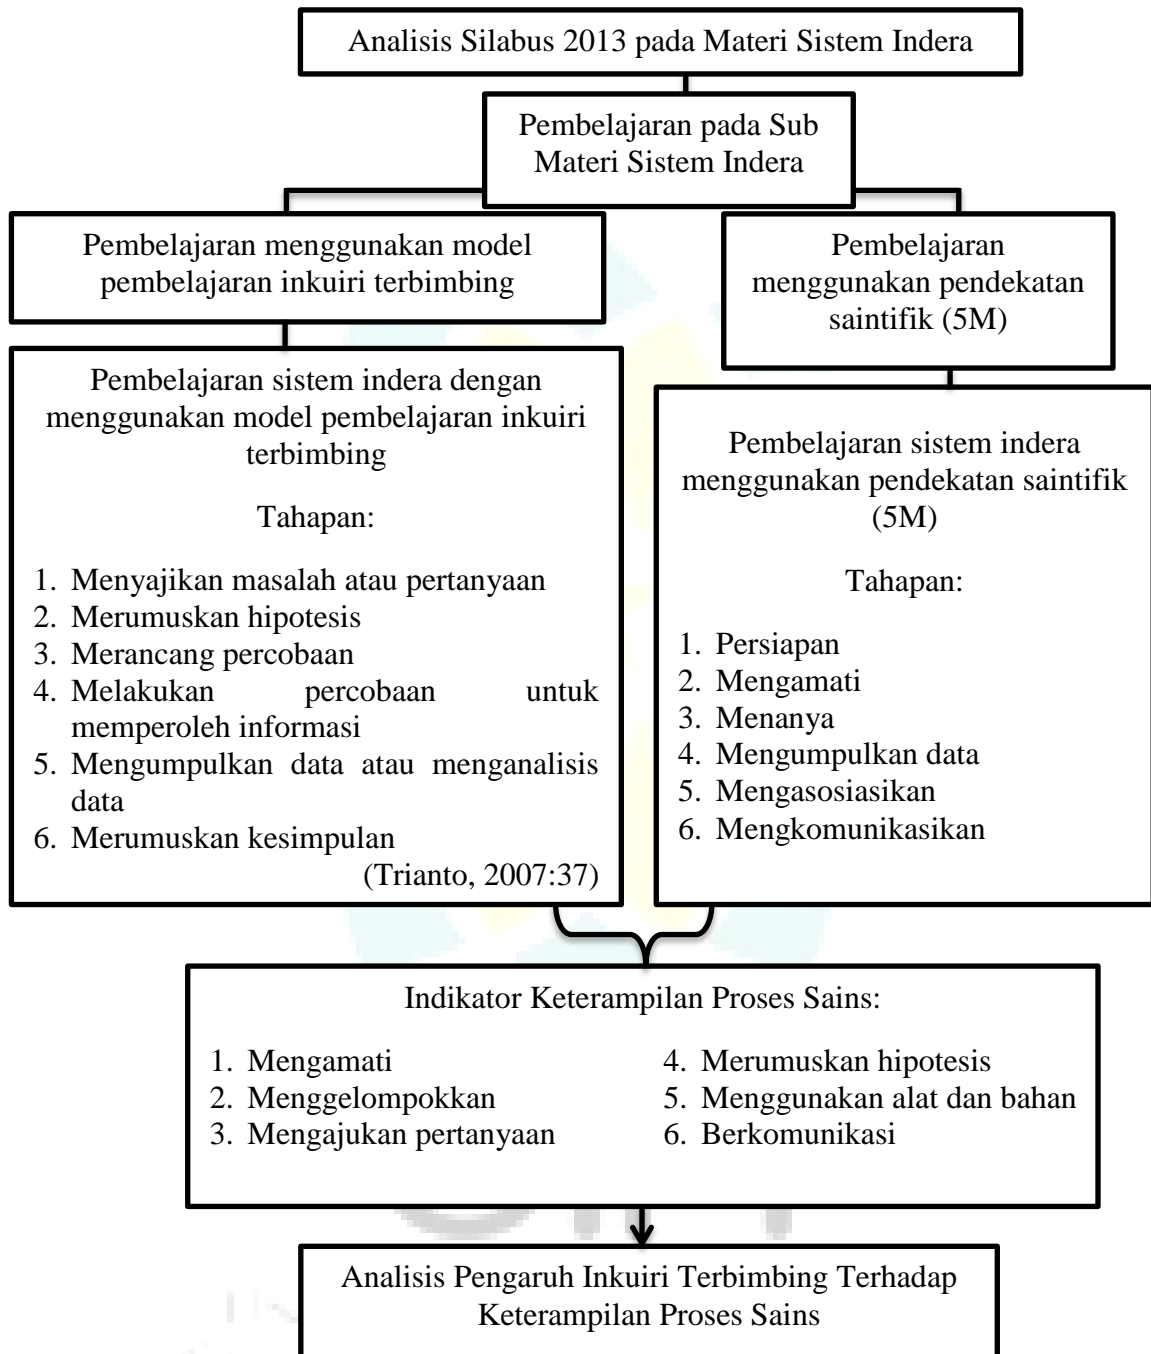 Analisis Silabus 2013 pada Materi Sistem Indera
Pembelajaran pada Sub
Materi Sistem Indera
Pembelajaran menggunakan model
pembelajaran inkuiri terbimbing
Pembelajaran
menggunakan pendekatan
saintifik (5M)
Pembelajaran sistem indera dengan
menggunakan model pembelajaran inkuiri
terbimbing
Tahapan:
1. Menyajikan masalah atau pertanyaan
2. Merumuskan hipotesis
3. Merancang percobaan
4. Melakukan percobaan untuk
memperoleh informasi
5. Mengumpulkan data atau menganalisis
data
6. Merumuskan kesimpulan
(Trianto, 2007:37)
Pembelajaran sistem indera
menggunakan pendekatan saintifik
(5M)
Tahapan:
1. Persiapan
2. Mengamati
3. Menanya
4. Mengumpulkan data
5. Mengasosiasikan
6. Mengkomunikasikan
Indikator Keterampilan Proses Sains:
1. Mengamati
2. Menggelompokkan
3. Mengajukan pertanyaan
4. Merumuskan hipotesis
5. Menggunakan alat dan bahan
6. Berkomunikasi
Analisis Pengaruh Inkuiri Terbimbing Terhadap
Keterampilan Proses Sains